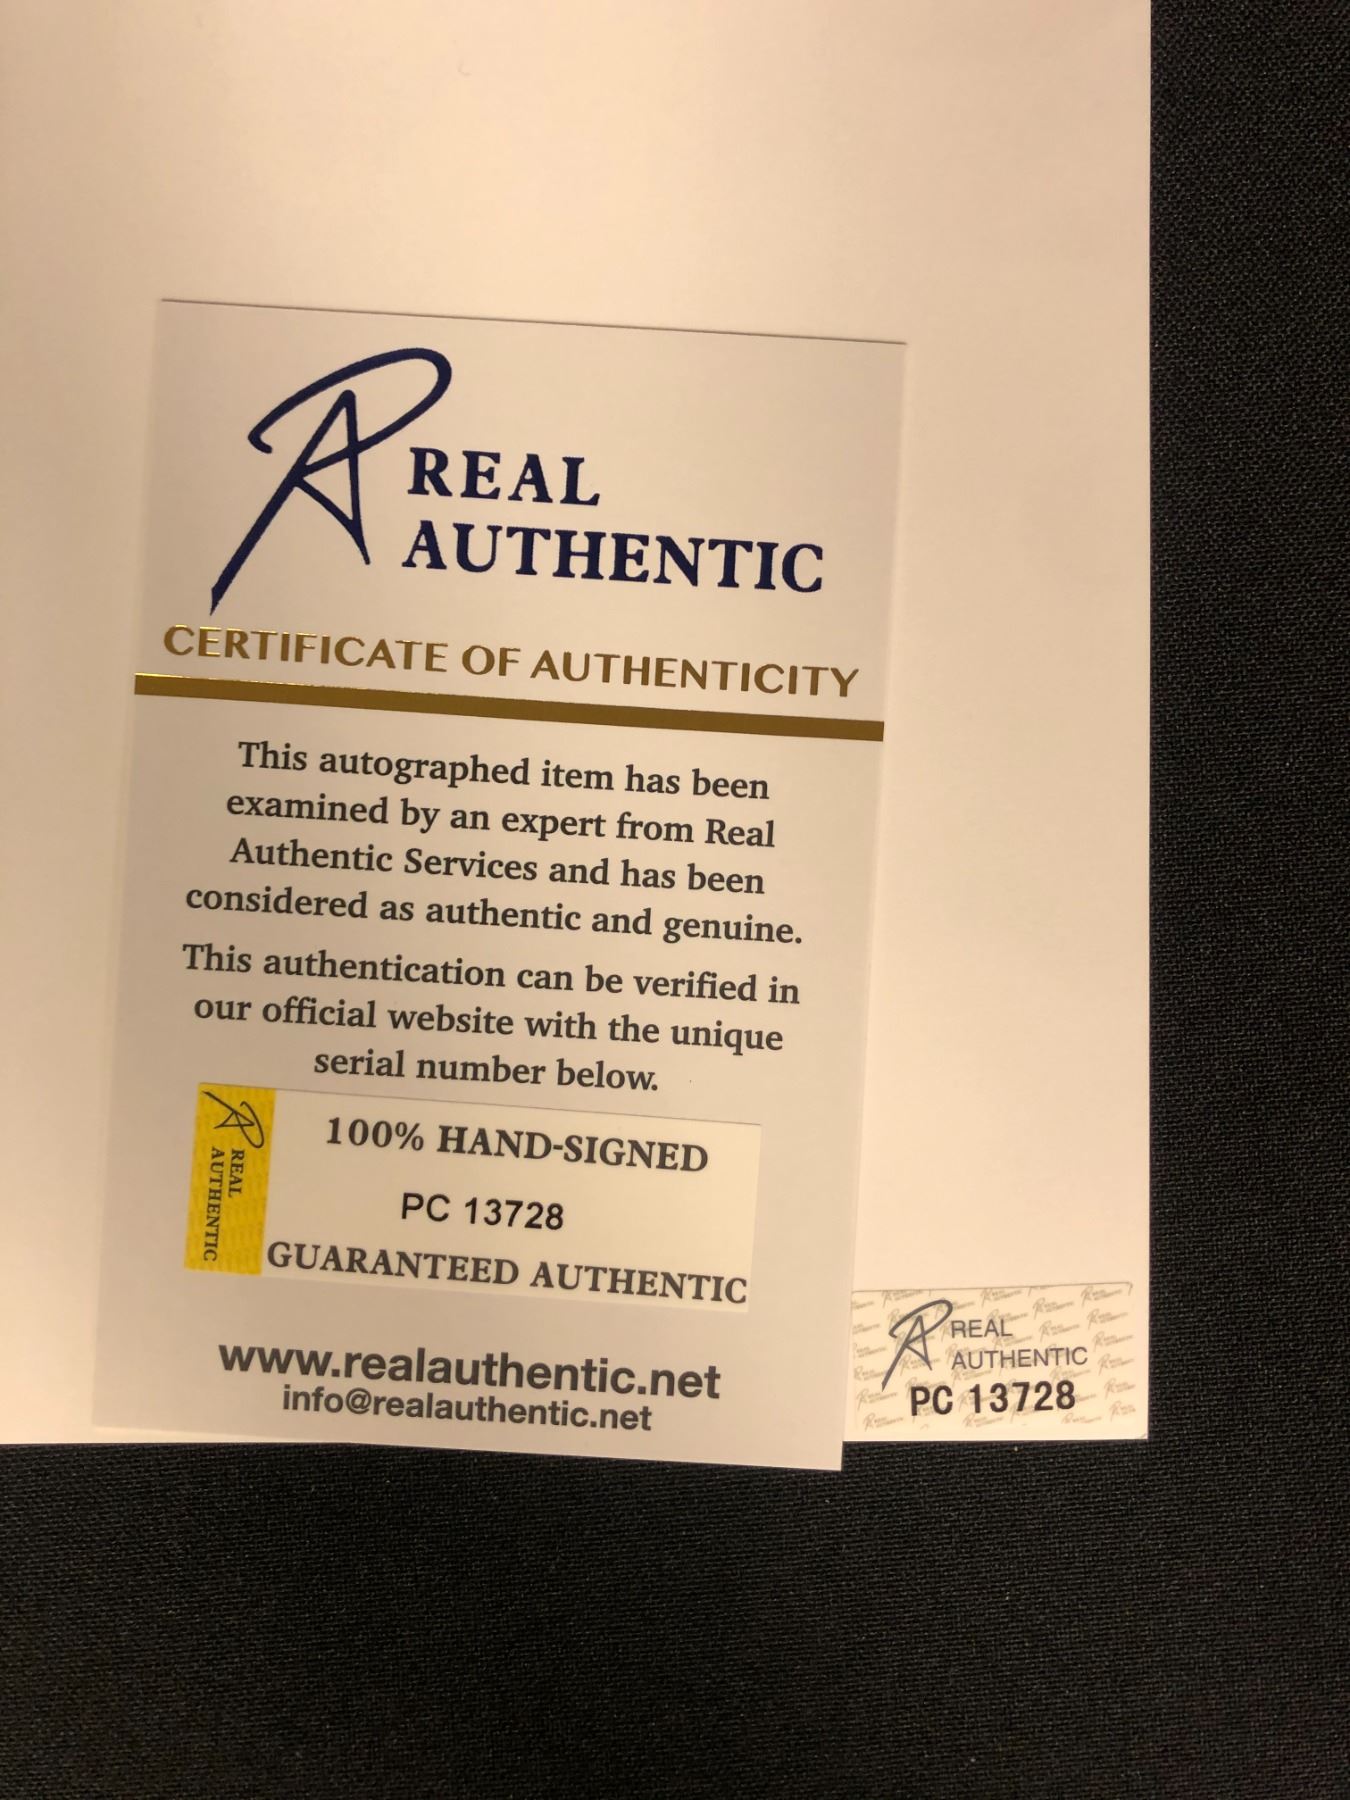 REAL
AUTHENTIC
CERTIFICATE OF AUTHENTICITY
This autographed item has been
examined by an expert from Real
Authentic Services and has been
considered as authentic and genuine.
This authentication can be verified in
our official website with the unique
serial number below.
REAL
AUTHENTIC
100% HAND-SIGNED
PC 13728
GUARANTEED AUTHENTIC
www.realauthentic.net
info@realauthentic.net
REAL
AUTHENTIC
PC 13728